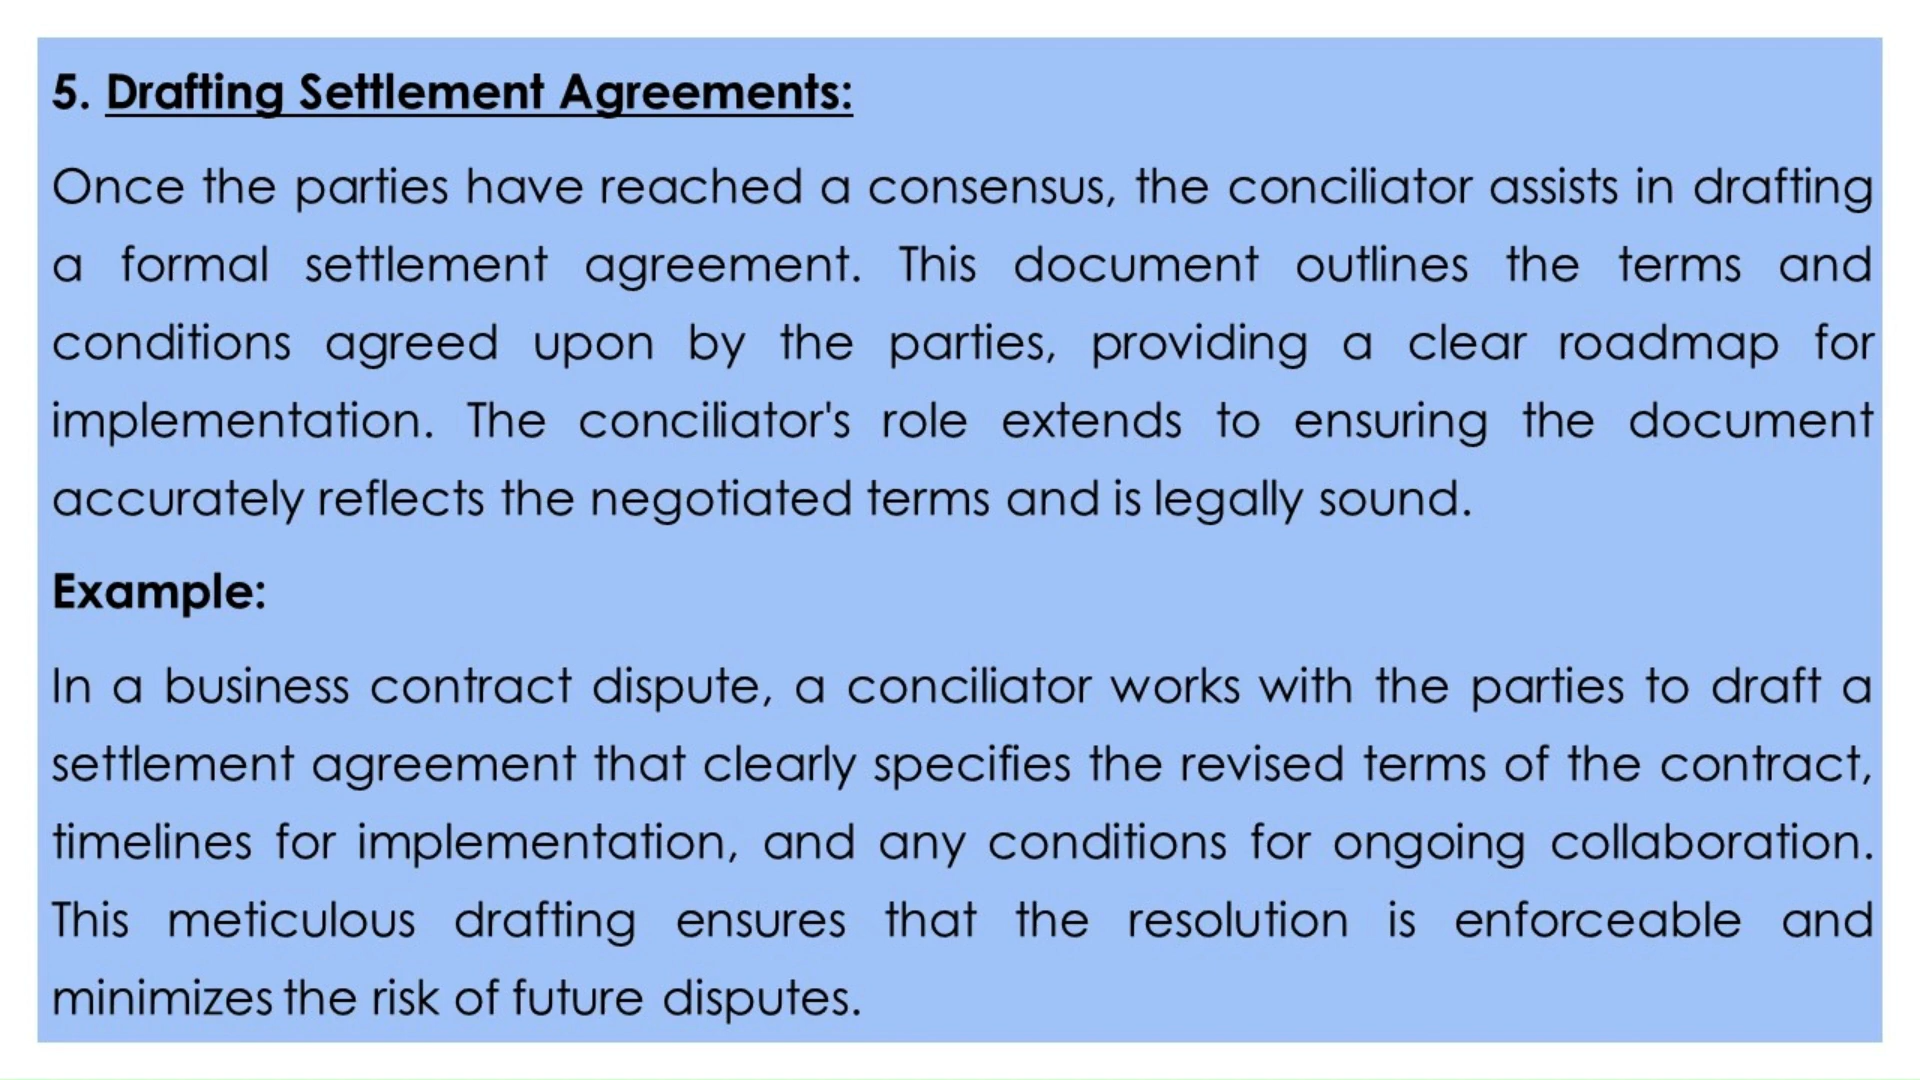 5. Drafting Settlement Agreements:
Once the parties have reached a consensus, the conciliator assists in drafting
a formal settlement agreement. This document outlines the terms and
conditions agreed upon by the parties, providing a clear roadmap for
implementation. The conciliator's role extends to ensuring the document
accurately reflects the negotiated terms and is legally sound.
Example:
In a business contract dispute, a conciliator works with the parties to draft a
settlement agreement that clearly specifies the revised terms of the contract,
timelines for implementation, and any conditions for ongoing collaboration.
This meticulous drafting ensures that the resolution is enforceable and
minimizes the risk of future disputes.